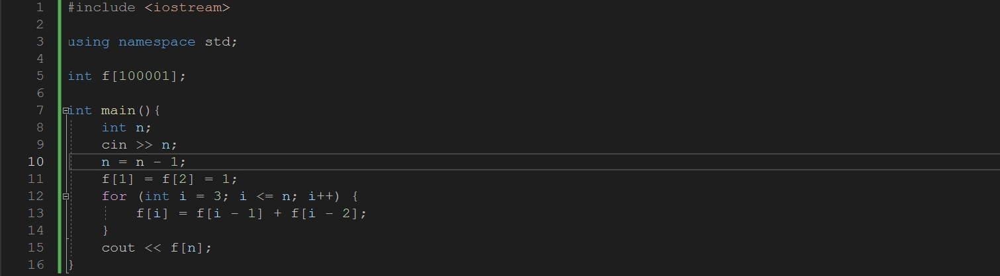 1 #include <iostream>
2
3 using namespace std;
4
5 int f[100001];
6
7 int main(){
8 int n;
9 cin >> n;
10 n = n - 1;
11 f[1] = f[2] = 1;
12 for (int i = 3; i <= n; i++) {
13 f[i] = f[i - 1] + f[i - 2];
14 }
15 cout << f[n];
16 }